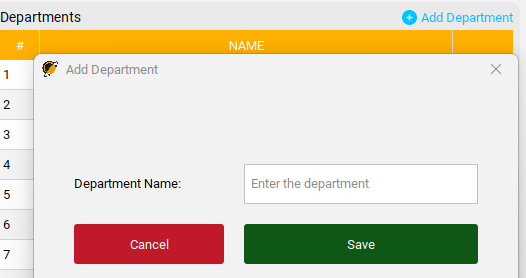 Departments
Add Department
# NAME
1
Add Department
2
3
4
Department Name: Enter the department
5
6
Cancel Save
7